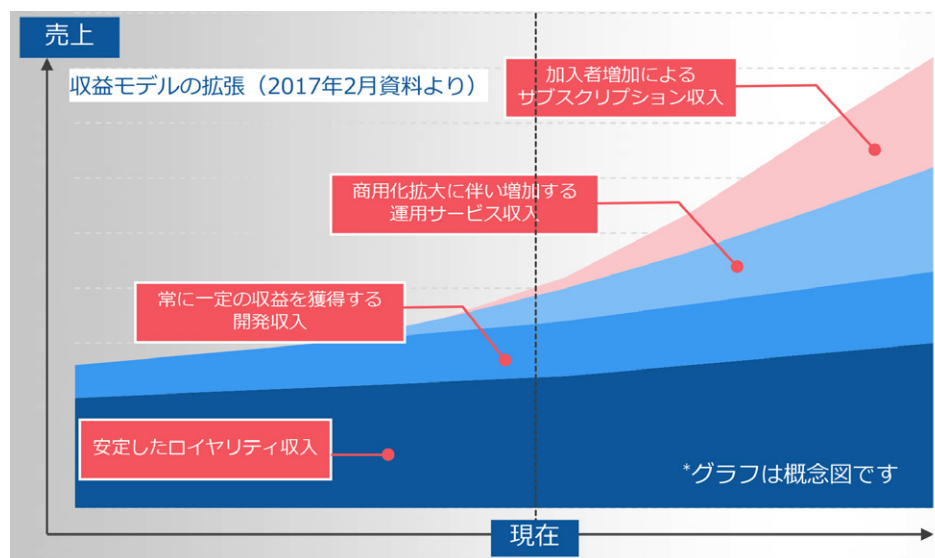 売上
収益モデルの拡張（2017年2月資料より）
加入者増加による
サブスクリプション収入
商用化拡大に伴い増加する
運用サービス収入
常に一定の収益を獲得する
開発収入
安定したロイヤリティ収入
*グラフは概念図です
現在